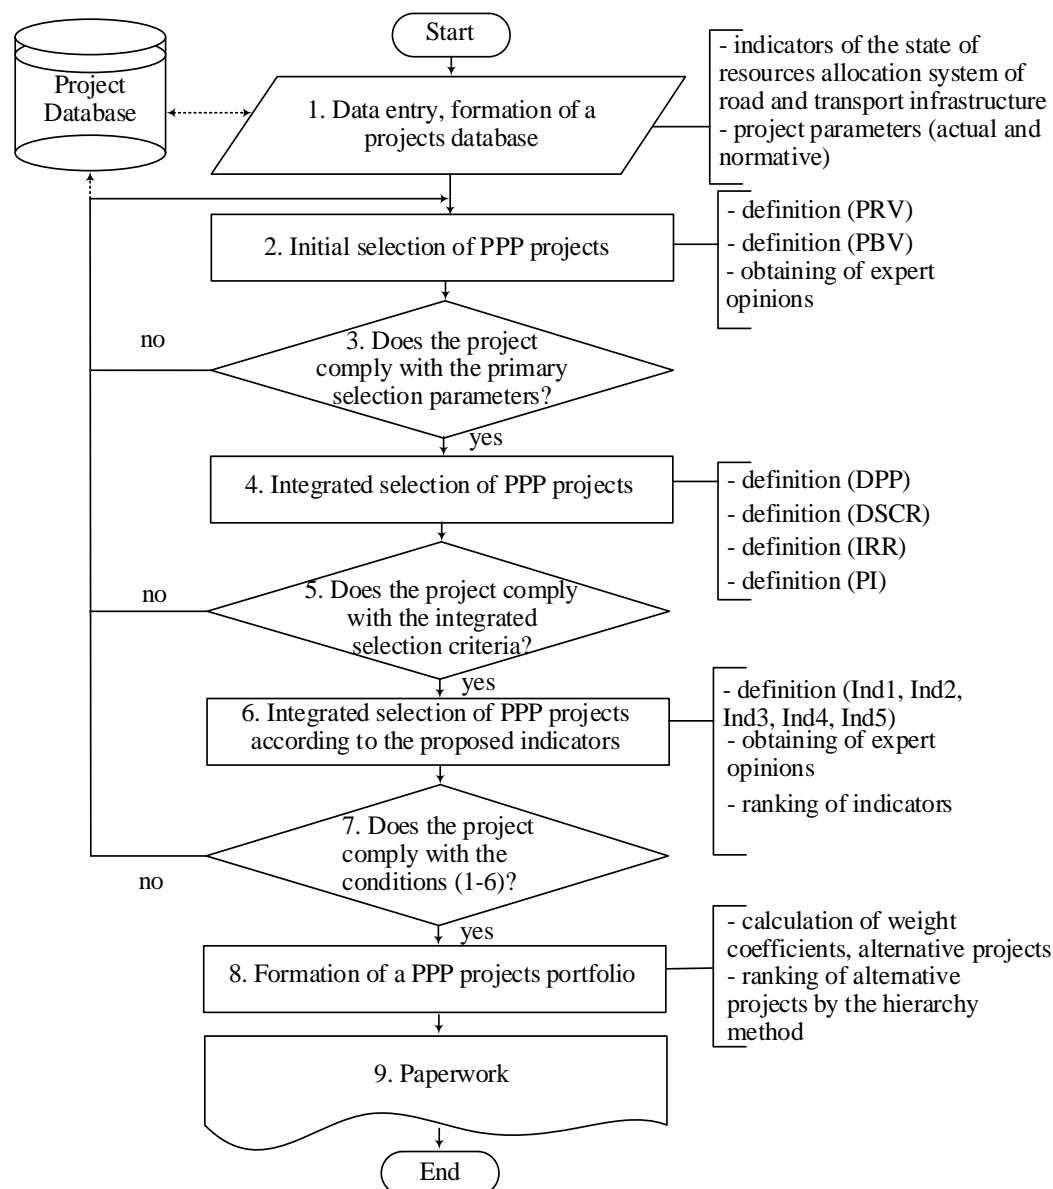 Start
Project
Database
1. Data entry, formation of a
projects database
- indicators of the state of
resources allocation system of
road and transport infrastructure
- project parameters (actual and
normative)
2. Initial selection of PPP projects
- definition (PRV)
- definition (PBV)
- obtaining of expert
opinions
no
3. Does the project
comply with the primary
selection parameters?
yes
4. Integrated selection of PPP projects
- definition (DPP)
- definition (DSCR)
- definition (IRR)
- definition (PI)
no
5. Does the project comply
with the integrated
selection criteria?
yes
6. Integrated selection of PPP projects
according to the proposed indicators
- definition (Ind1, Ind2,
Ind3, Ind4, Ind5)
- obtaining of expert
opinions
- ranking of indicators
7. Does the project
comply with the
conditions (1-6)?
no
yes
8. Formation of a PPP projects portfolio
- calculation of weight
coefficients, alternative projects
- ranking of alternative
projects by the hierarchy
method
9. Paperwork
End